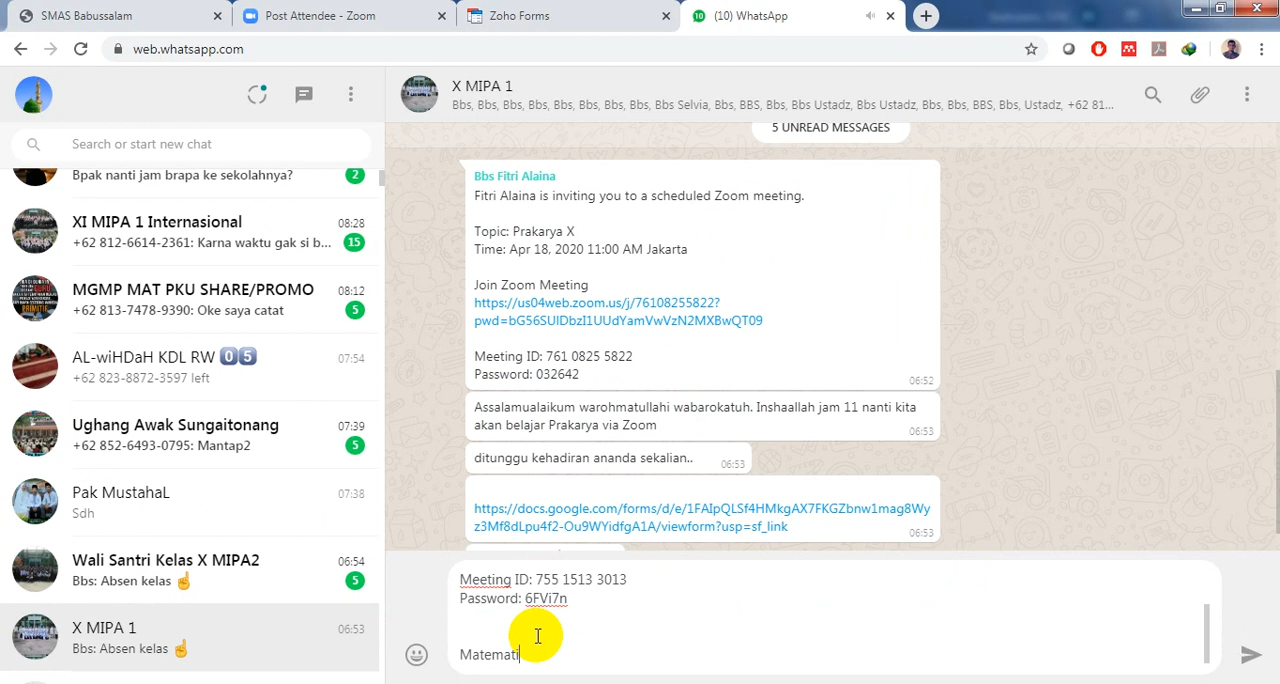 SMAS Babussalam
Post Attendee - Zoom
Zoho Forms
(10) WhatsApp
web.whatsapp.com
X MIPA 1
Bbs, Bbs, Bbs, Bbs, Bbs, Bbs, Bbs, Bbs, Bbs Selvia, Bbs, BBS, Bbs, Bbs, Bbs Ustadz, Bbs Ustadz, Bbs, Bbs, BBS, Bbs, Ustadz, +62 81...
Search or start new chat
Bpak nanti jam brapa ke sekolahnya?
2
XI MIPA 1 Internasional
08:28
+62 812-6614-2361: Karna waktu gak si b...
15
MGMP MAT PKU SHARE/PROMO
08:12
+62 813-7478-9390: Oke saya catat
5
AL-wiHDaH KDL RW 0 5
07:54
+62 823-8872-3597 left
Ughang Awak Sungaitonang
07:39
+62 852-6493-0795: Mantap2
5
Pak MustahaL
07:38
Sdh
Wali Santri Kelas X MIPA2
06:54
Bbs: Absen kelas ☝
5
X MIPA 1
06:53
Bbs: Absen kelas ☝
5 UNREAD MESSAGES
Bbs Fitri Alaina
Fitri Alaina is inviting you to a scheduled Zoom meeting.
Topic: Prakarya X
Time: Apr 18, 2020 11:00 AM Jakarta
Join Zoom Meeting
https://us04web.zoom.us/j/76108255822?
pwd=bG56SUlDbzI1UUdYamVwVzN2MXBwQT09
Meeting ID: 761 0825 5822
Password: 032642
06:52
Assalamualaikum warohmatullahi wabarokatuh. Inshaallah jam 11 nanti kita
akan belajar Prakarya via Zoom
06:53
ditunggu kehadiran ananda sekalian..
06:53
https://docs.google.com/forms/d/e/1FAIpQLSf4HMkgAX7FKGZbnw1mag8Wy
z3Mf8dLpu4f2-Ou9WYidfgA1A/viewform?usp=sf_link
06:53
Meeting ID: 755 1513 3013
Password: 6FVi7n
Matemati